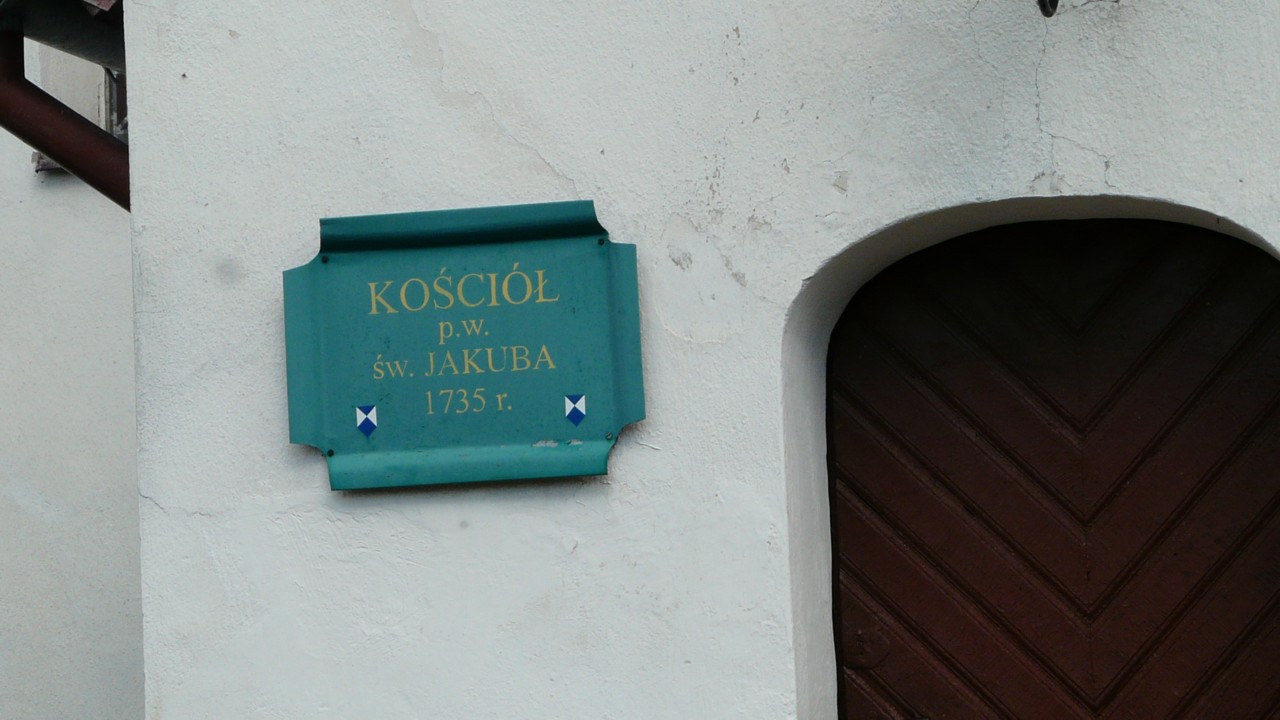 KOŚCIÓŁ
p.w.
św. JAKUBA
1735 r.